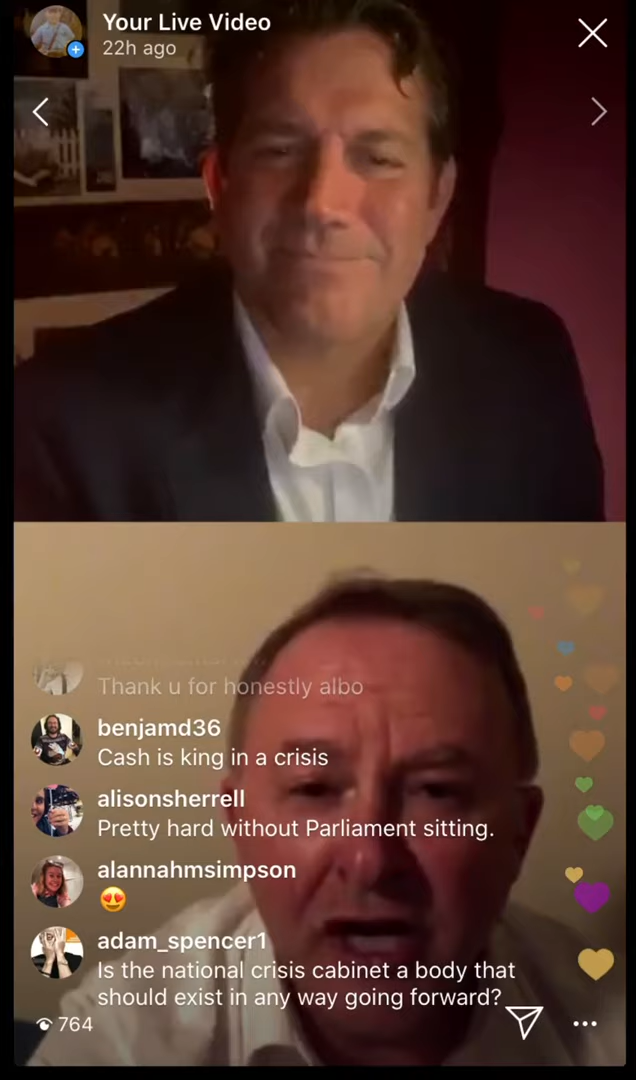 Your Live Video
22h ago
Thank u for honestly albo
benjamd36
Cash is king in a crisis
alisonsherrell
Pretty hard without Parliament sitting.
alannahmsimpson
😍
adam_spencer1
Is the national crisis cabinet a body that
should exist in any way going forward?
764